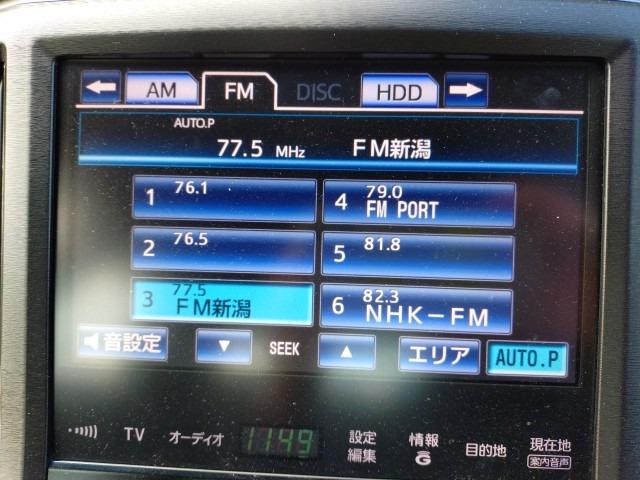 AM FM DISC HDD
AUTO.P
77.5 MHz FM新潟
1 76.1
4 79.0
FM PORT
2 76.5
5 81.8
3 77.5
FM新潟
6 82.3
NHK-FM
音設定 SEEK エリア AUTO.P
TV オーディオ 1149 設定 情報 目的地 現在地
編集 G 案内音声